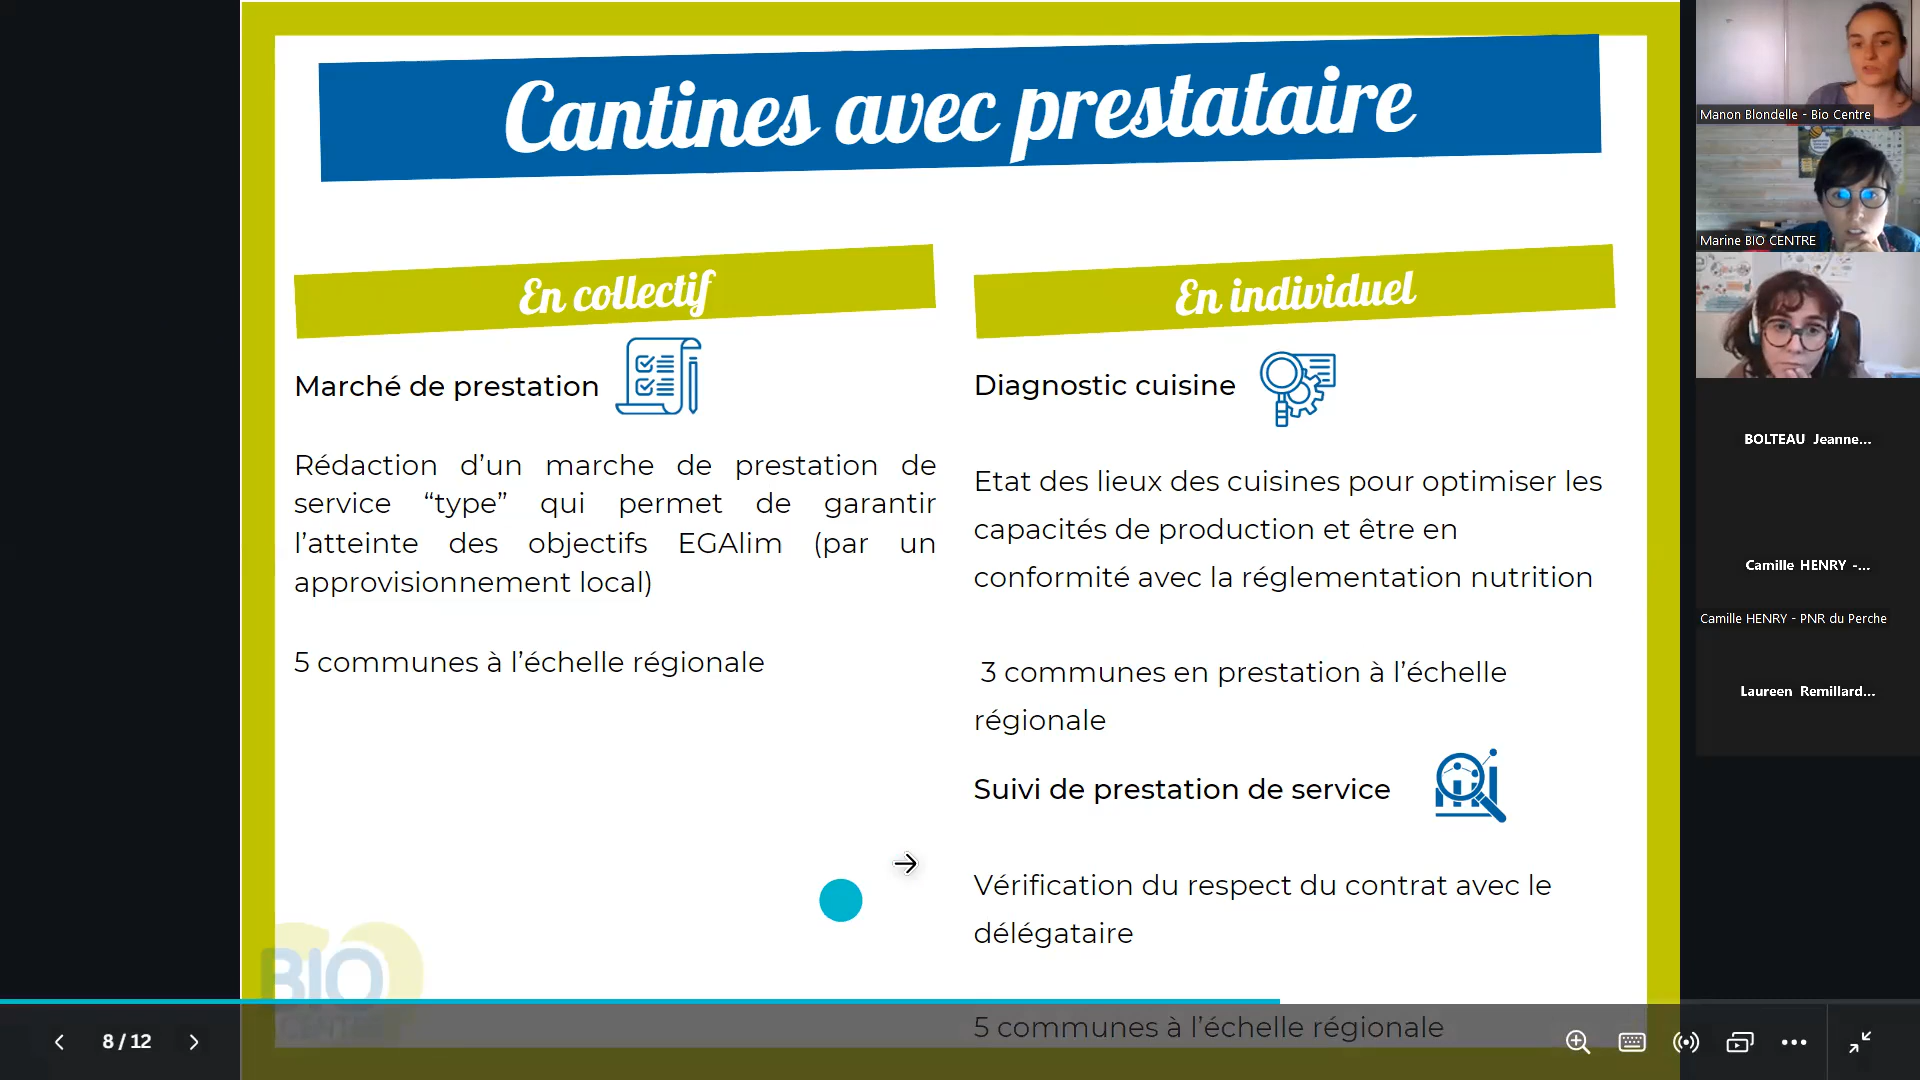 Cantines avec prestataire
En collectif
Marché de prestation
Rédaction d’un marche de prestation de
service “type” qui permet de garantir
l’atteinte des objectifs EGAlim (par un
approvisionnement local)
5 communes à l’échelle régionale
En individuel
Diagnostic cuisine
Etat des lieux des cuisines pour optimiser les
capacités de production et être en
conformité avec la réglementation nutrition
3 communes en prestation à l’échelle
régionale
Suivi de prestation de service
Vérification du respect du contrat avec le
délégataire
5 communes à l’échelle régionale
BIO
CENTRE
8 / 12
Manon Blondelle - Bio Centre
Marine BIO CENTRE
BOLTEAU Jeanne...
Camille HENRY -...
Camille HENRY - PNR du Perche
Laureen Remillard...